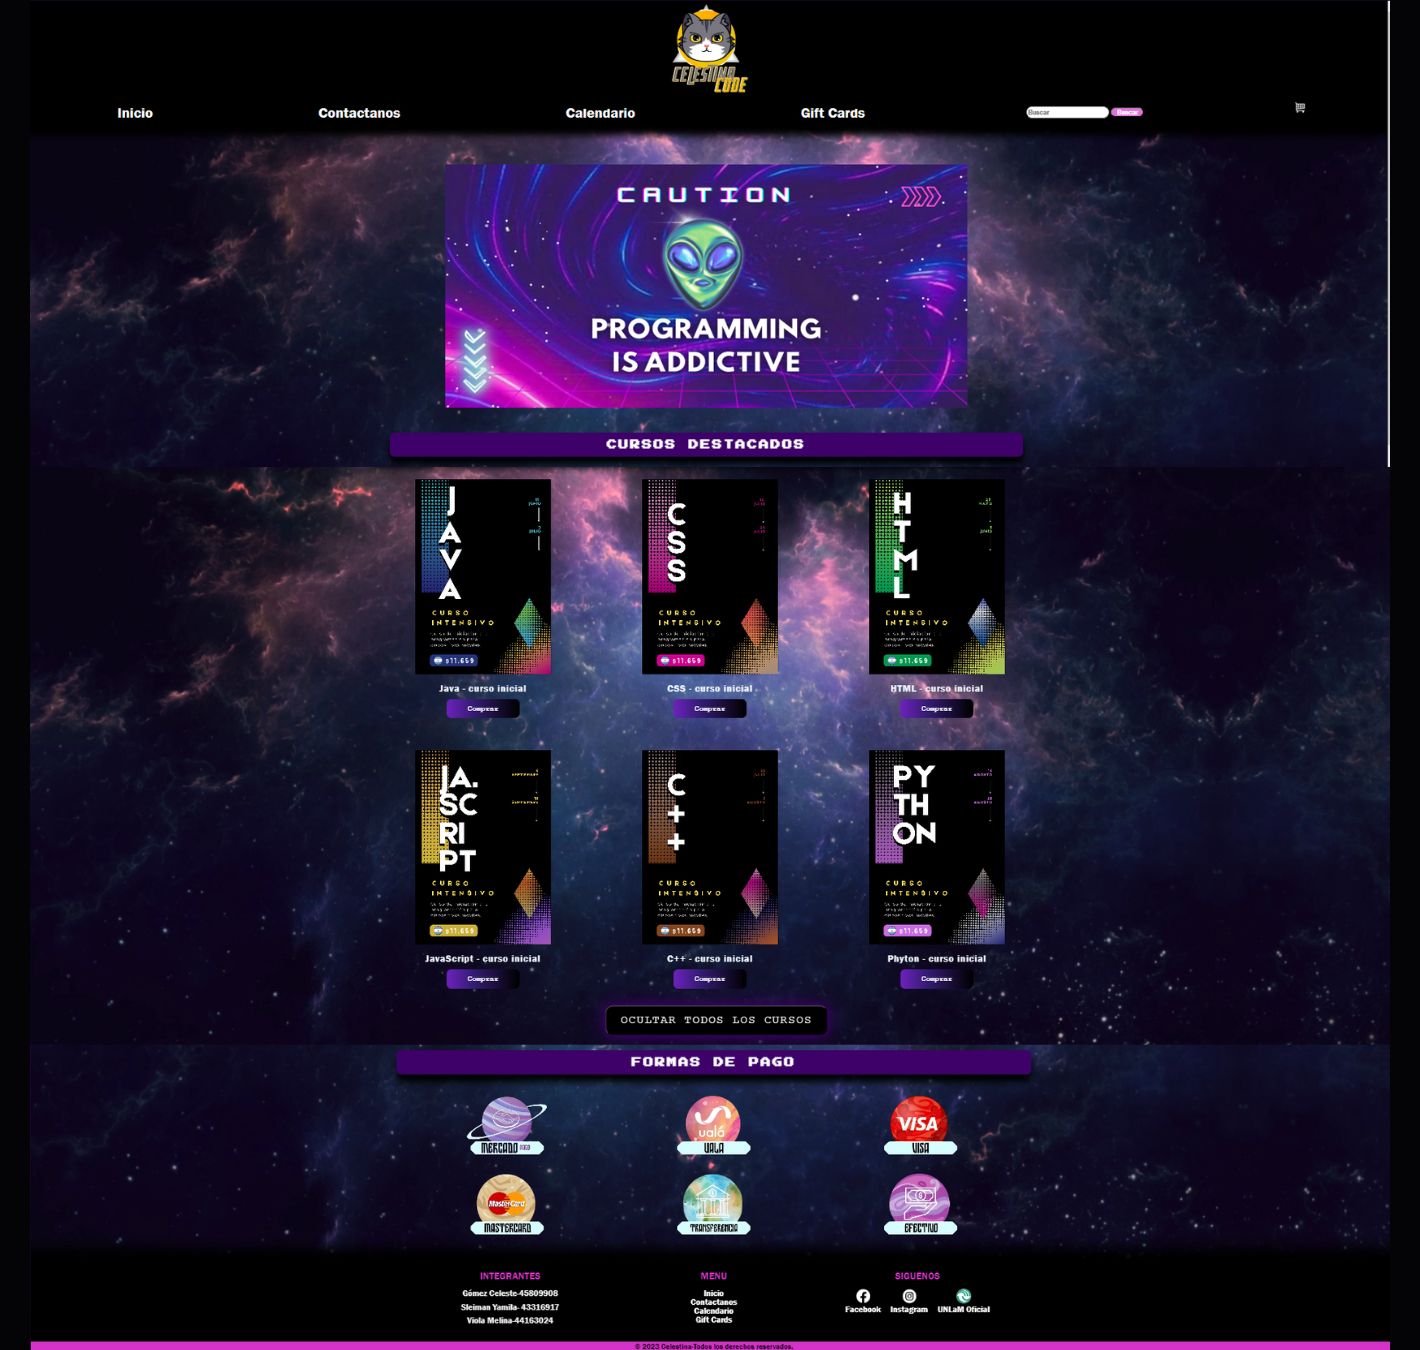 CELESTINA
CODE
Inicio
Contactanos
Calendario
Gift Cards
Buscar
Buscar
CAUTION
PROGRAMMING
IS ADDICTIVE
CURSOS DESTACADOS
J
A
V
A
CURSO
INTENSIVO
$11.659
Java - curso inicial
Comprar
C
S
S
CURSO
INTENSIVO
$11.659
CSS - curso inicial
Comprar
H
T
M
L
CURSO
INTENSIVO
$11.659
HTML - curso inicial
Comprar
JA.
SC
RI
PT
CURSO
INTENSIVO
$11.659
JavaScript - curso inicial
Comprar
C
+
+
CURSO
INTENSIVO
$11.659
C++ - curso inicial
Comprar
PY
TH
ON
CURSO
INTENSIVO
$11.659
Phyton - curso inicial
Comprar
OCULTAR TODOS LOS CURSOS
FORMAS DE PAGO
MERCADO PAGO
ualá
UALA
VISA
VISA
MasterCard
MASTERCARD
TRANSFERENCIA
EFECTIVO
INTEGRANTES
Gómez Celeste-45809908
Sleiman Yamila- 43316917
Viola Melina-44163024
MENU
Inicio
Contactanos
Calendario
Gift Cards
SIGUENOS
Facebook
Instagram
UNLaM Oficial
© 2023 Celestina-Todos los derechos reservados.